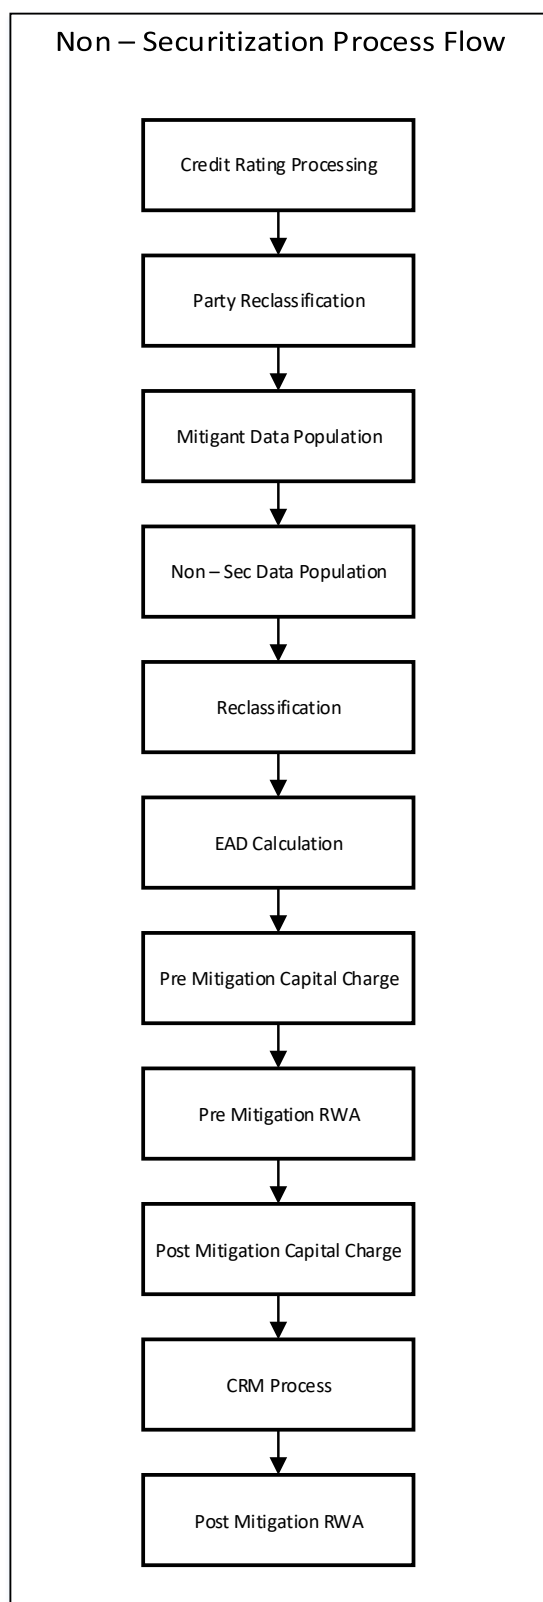 Non – Securitization Process Flow
Credit Rating Processing
Party Reclassification
Mitigant Data Population
Non – Sec Data Population
Reclassification
EAD Calculation
Pre Mitigation Capital Charge
Pre Mitigation RWA
Post Mitigation Capital Charge
CRM Process
Post Mitigation RWA